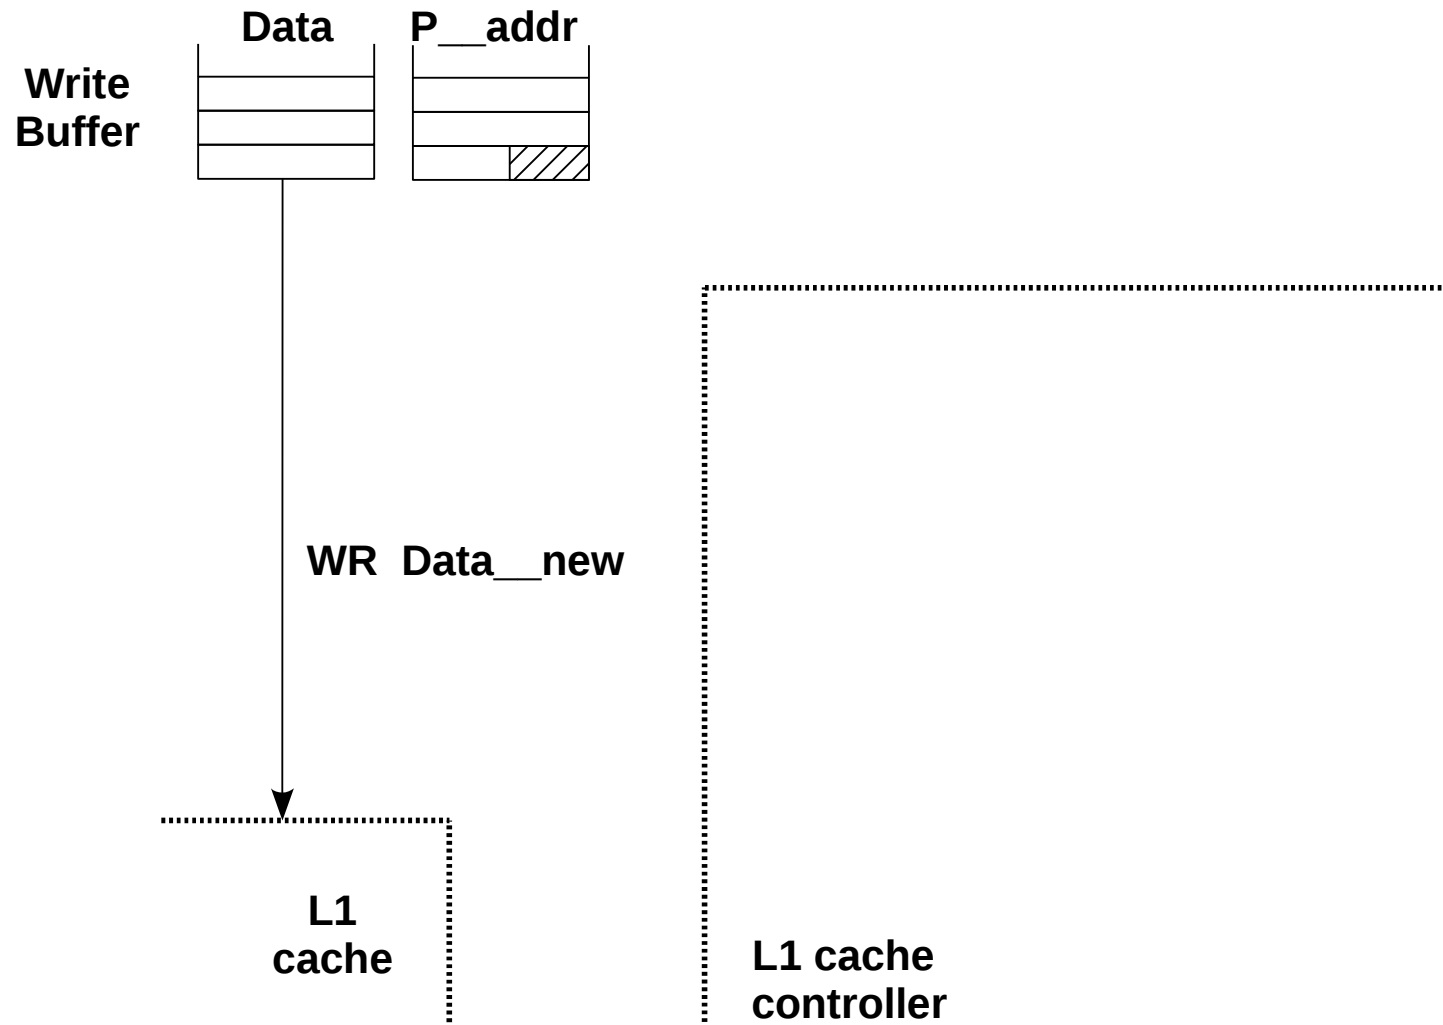 Data
P__addr
Write
Buffer
WR Data__new
L1
cache
L1 cache
controller